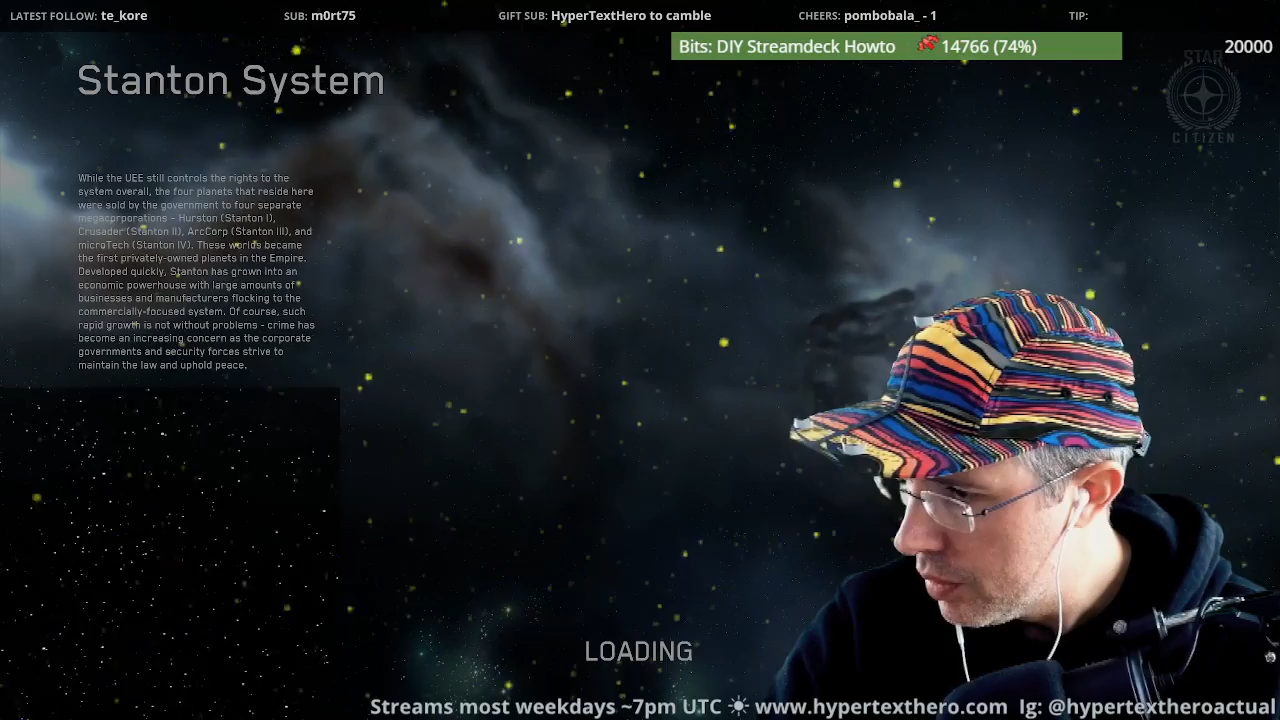 LATEST FOLLOW: te_kore
SUB: m0rt75
GIFT SUB: HyperTextHero to camble
CHEERS: pombobala_ - 1
TIP:
Bits: DIY Streamdeck Howto 14766 (74%) 20000
STAR
CITIZEN
Stanton System
While the UEE still controls the rights to the
system overall, the four planets that reside here
were sold by the government to four separate
megacprporations - Hurston (Stanton I),
Crusader (Stanton II), ArcCorp (Stanton III), and
microTech (Stanton IV). These worlds became
the first privately-owned planets in the Empire.
Developed quickly, Stanton has grown into an
economic powerhouse with large amounts of
businesses and manufacturers flocking to the
commercially-focused system. Of course, such
rapid growth is not without problems - crime has
become an increasing concern as the corporate
governments and security forces strive to
maintain the law and uphold peace.
LOADING
Streams most weekdays ~7pm UTC ☀ www.hypertexthero.com Ig: @hypertextheroactual